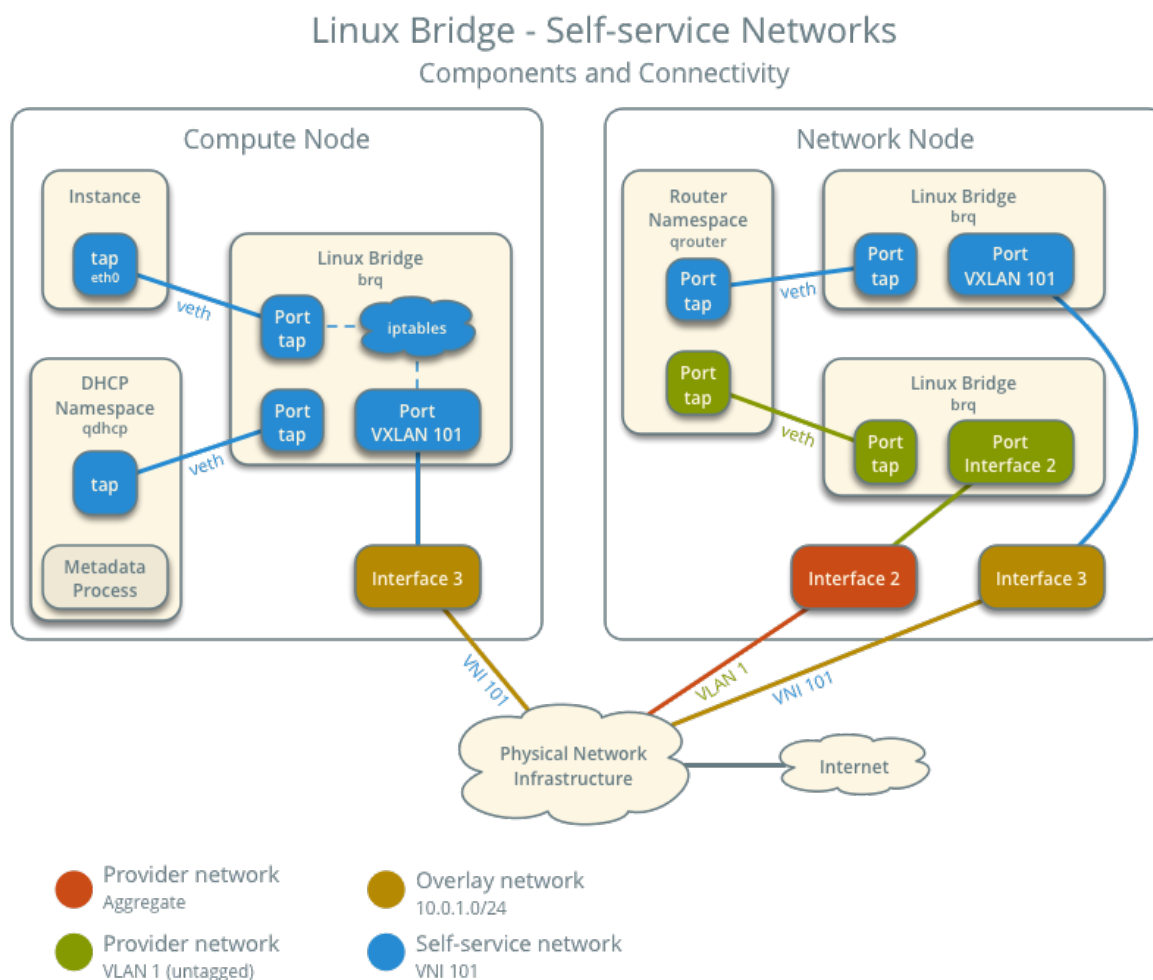 Linux Bridge - Self-service Networks
Components and Connectivity
Compute Node
Instance
tap
eth0
veth
Linux Bridge
brq
Port
tap
iptables
DHCP
Namespace
qdhcp
tap
veth
Port
tap
Port
VXLAN 101
Metadata
Process
Interface 3
VNI 101
Network Node
Router
Namespace
qrouter
Port
tap
veth
Linux Bridge
brq
Port
tap
Port
VXLAN 101
Port
tap
veth
Linux Bridge
brq
Port
tap
Port
Interface 2
Interface 2
Interface 3
VLAN 1
VNI 101
Physical Network
Infrastructure
Internet
Provider network
Aggregate
Overlay network
10.0.1.0/24
Provider network
VLAN 1 (untagged)
Self-service network
VNI 101